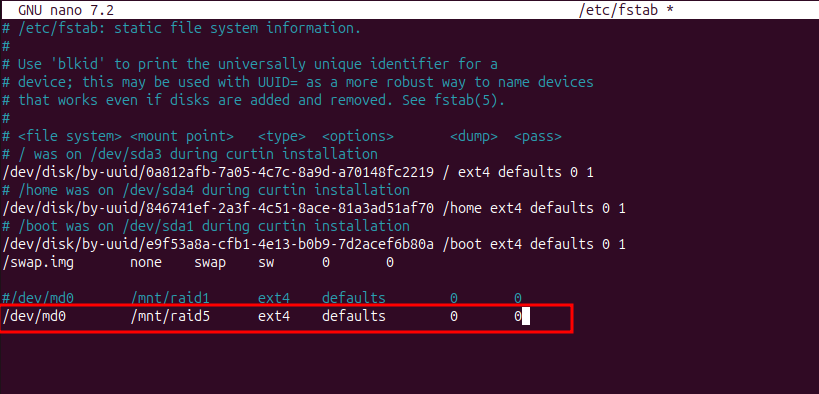 GNU nano 7.2 /etc/fstab *
# /etc/fstab: static file system information.
#
# Use 'blkid' to print the universally unique identifier for a
# device; this may be used with UUID= as a more robust way to name devices
# that works even if disks are added and removed. See fstab(5).
#
# <file system> <mount point> <type> <options> <dump> <pass>
# / was on /dev/sda3 during curtin installation
/dev/disk/by-uuid/0a812afb-7a05-4c7c-8a9d-a70148fc2219 / ext4 defaults 0 1
# /home was on /dev/sda4 during curtin installation
/dev/disk/by-uuid/846741ef-2a3f-4c51-8ace-81a3ad51af70 /home ext4 defaults 0 1
# /boot was on /dev/sda1 during curtin installation
/dev/disk/by-uuid/e9f53a8a-cfb1-4e13-b0b9-7d2acef6b80a /boot ext4 defaults 0 1
/swap.img none swap sw 0 0
#/dev/md0 /mnt/raid1 ext4 defaults 0 0
/dev/md0 /mnt/raid5 ext4 defaults 0 0